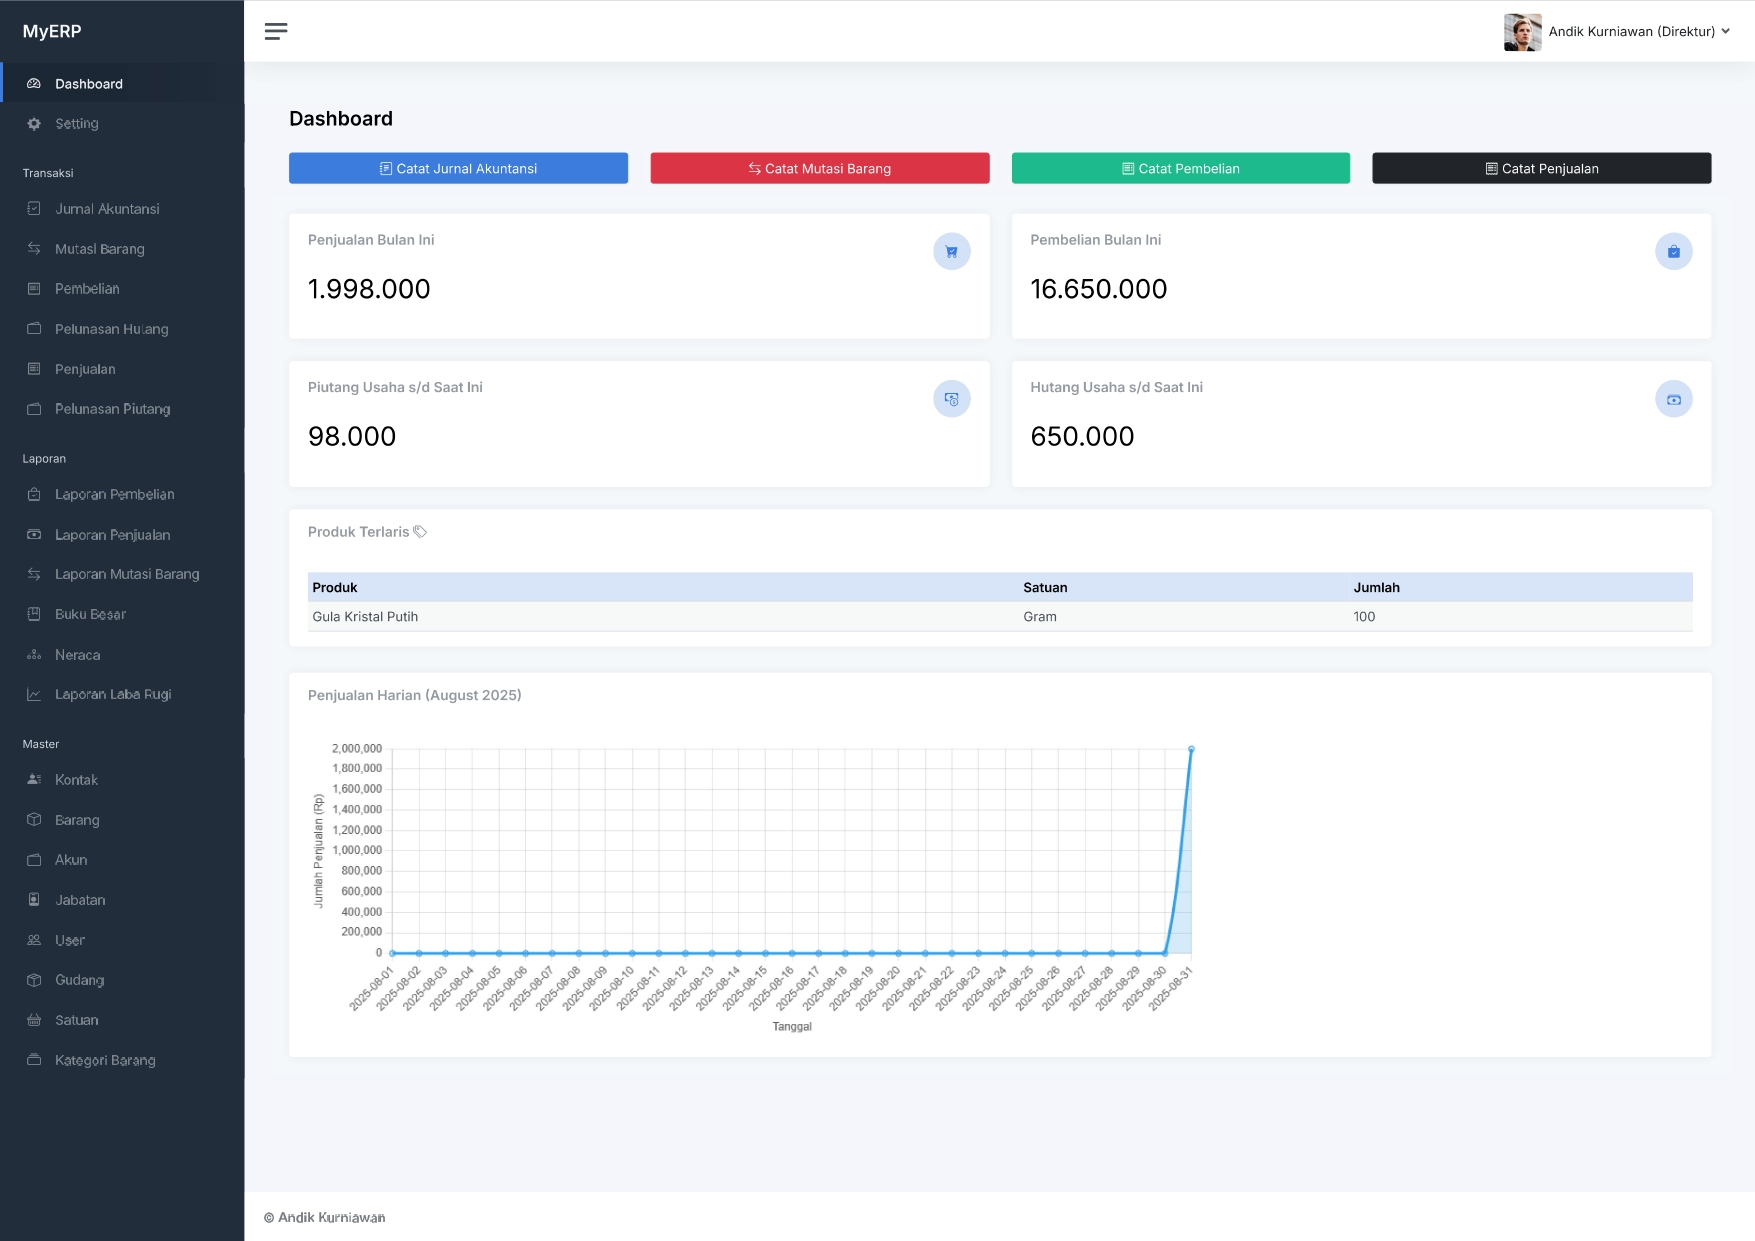 MyERP
Andik Kurniawan (Direktur)
Dashboard
Setting
Transaksi
Jurnal Akuntansi
Mutasi Barang
Pembelian
Pelunasan Hutang
Penjualan
Pelunasan Piutang
Laporan
Laporan Pembelian
Laporan Penjualan
Laporan Mutasi Barang
Buku Besar
Neraca
Laporan Laba Rugi
Master
Kontak
Barang
Akun
Jabatan
User
Gudang
Satuan
Kategori Barang
Dashboard
Catat Jurnal Akuntansi
Catat Mutasi Barang
Catat Pembelian
Catat Penjualan
Penjualan Bulan Ini
1.998.000
Pembelian Bulan Ini
16.650.000
Piutang Usaha s/d Saat Ini
98.000
Hutang Usaha s/d Saat Ini
650.000
Produk Terlaris
Produk Satuan Jumlah
Gula Kristal Putih Gram 100
Penjualan Harian (August 2025)
Jumlah Penjualan (Rp)
2,000,000
1,800,000
1,600,000
1,400,000
1,200,000
1,000,000
800,000
600,000
400,000
200,000
0
2025-08-01
2025-08-02
2025-08-03
2025-08-04
2025-08-05
2025-08-06
2025-08-07
2025-08-08
2025-08-09
2025-08-10
2025-08-11
2025-08-12
2025-08-13
2025-08-14
2025-08-15
2025-08-16
2025-08-17
2025-08-18
2025-08-19
2025-08-20
2025-08-21
2025-08-22
2025-08-23
2025-08-24
2025-08-25
2025-08-26
2025-08-27
2025-08-28
2025-08-29
2025-08-30
2025-08-31
Tanggal
© Andik Kurniawan